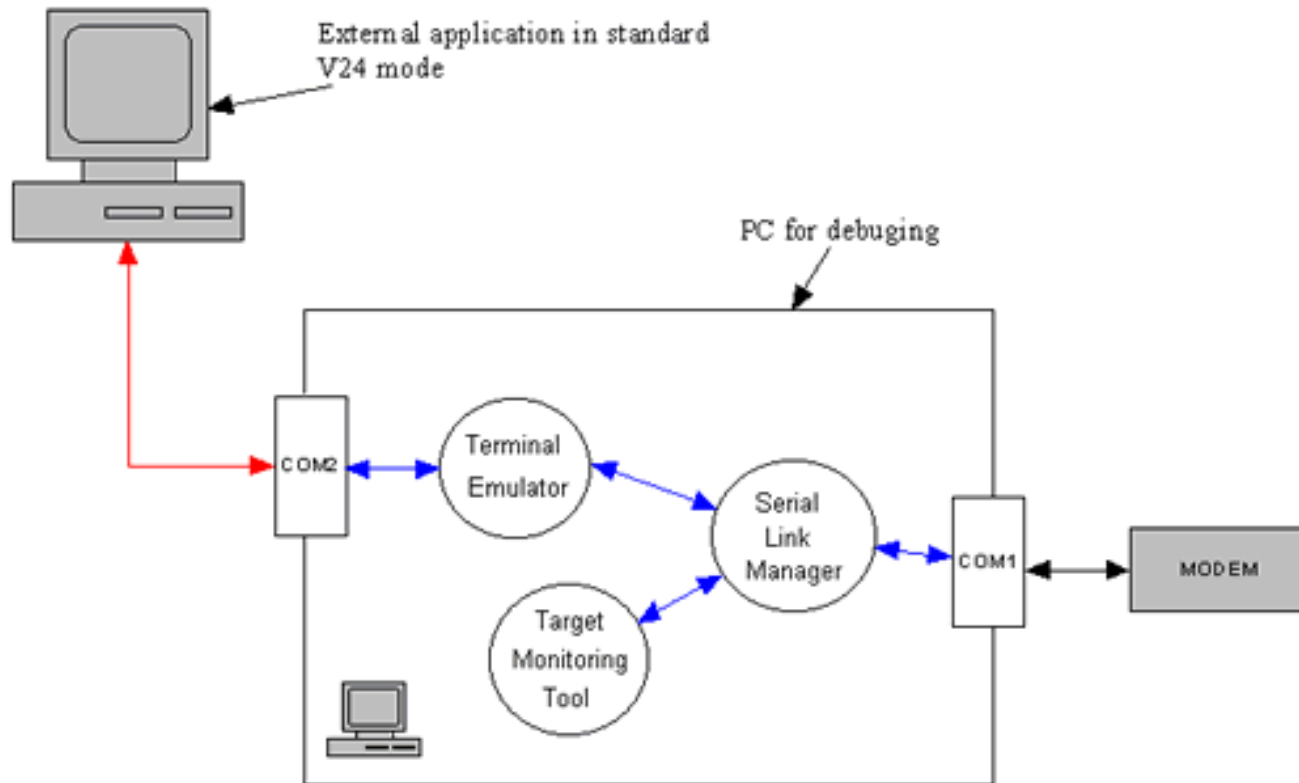 External application in standard
V24 mode
PC for debuging
COM2
Terminal
Emulator
Serial
Link
Manager
COM1
MODEM
Target
Monitoring
Tool